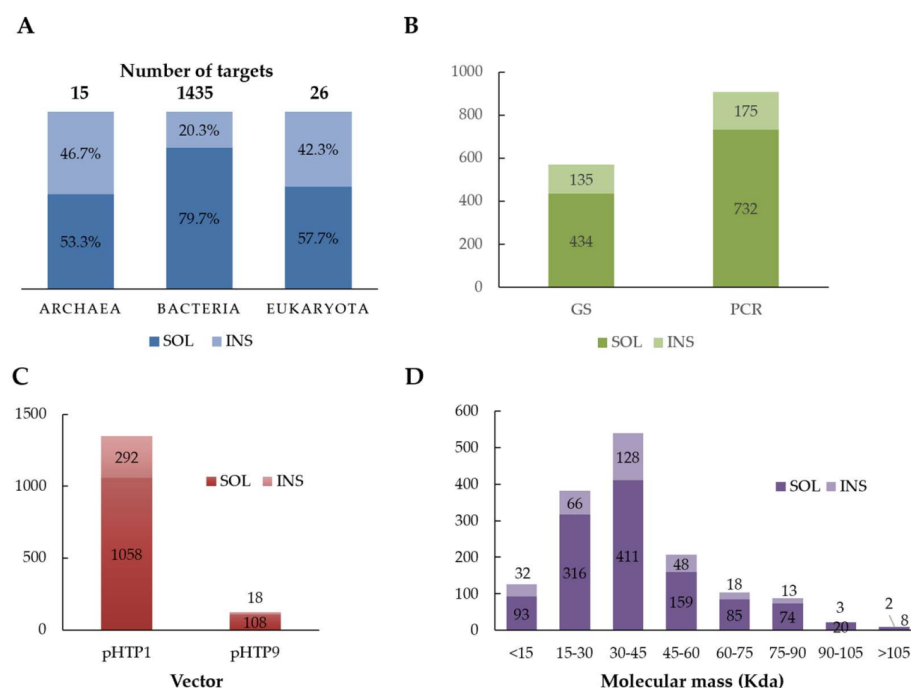 A
Number of targets
15 1435 26
46.7% 20.3% 42.3%
53.3% 79.7% 57.7%
ARCHAEA BACTERIA EUKARYOTA
SOL INS
B
1000
800
600
400
200
0
135 175
434 732
GS PCR
SOL INS
C
1500
1000
500
0
292 18
1058 108
SOL INS
pHTP1 pHTP9
Vector
D
600
500
400
300
200
100
0
32 66 128 48 18 13 3 2
93 316 411 159 85 74 20 8
SOL INS
<15 15-30 30-45 45-60 60-75 75-90 90-105 >105
Molecular mass (Kda)